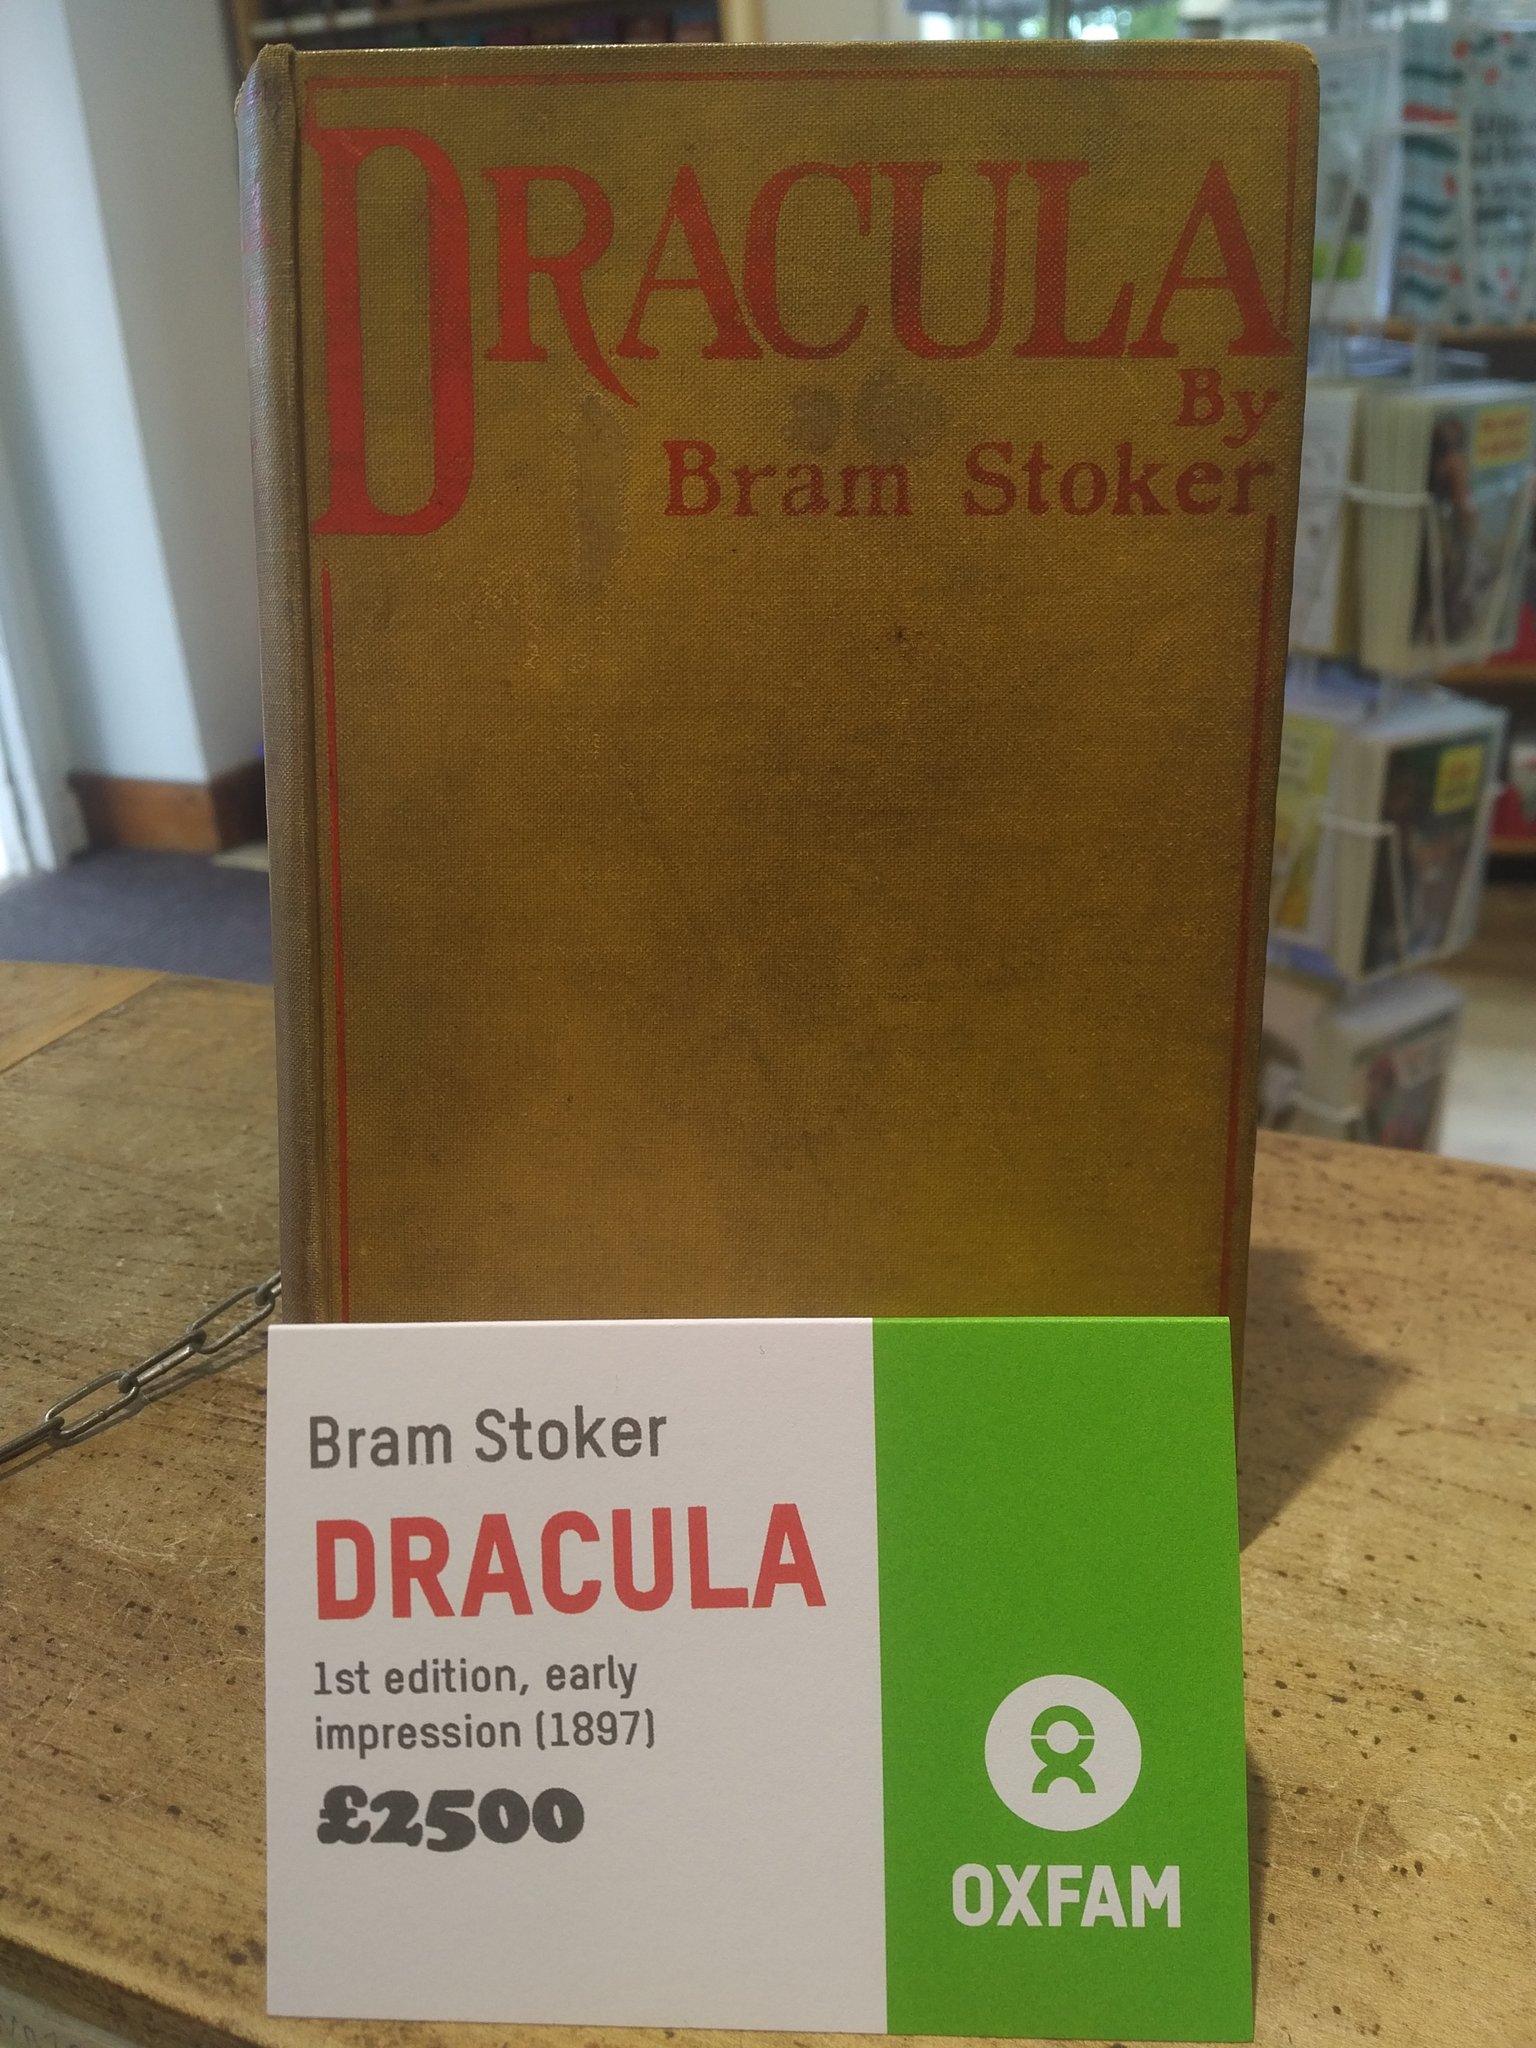 DRACULA
By
Bram Stoker
Bram Stoker
DRACULA
1st edition, early
impression (1897)
£2500
OXFAM